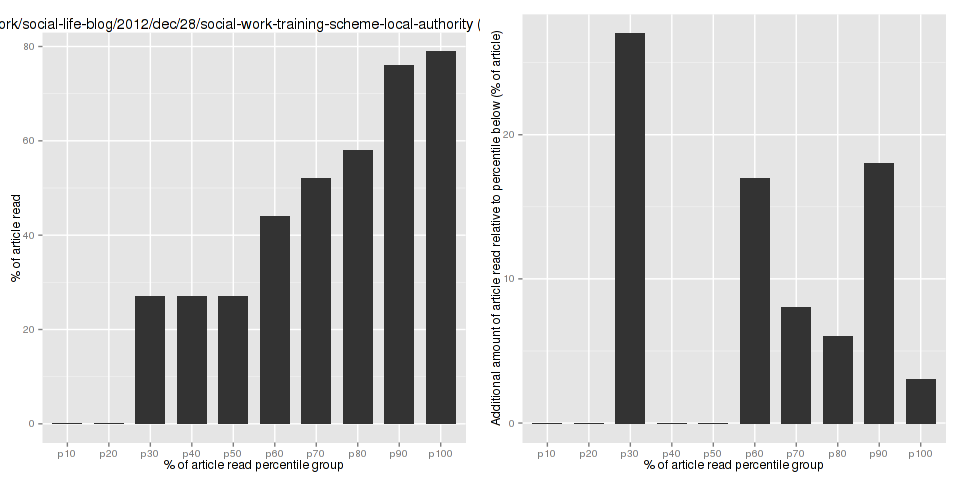 ork/social-life-blog/2012/dec/28/social-work-training-scheme-local-authority (
% of article read
80
60
40
20
0
p10 p20 p30 p40 p50 p60 p70 p80 p90 p100
% of article read percentile group
Additional amount of article read relative to percentile below (% of article)
20
10
0
p10 p20 p30 p40 p50 p60 p70 p80 p90 p100
% of article read percentile group